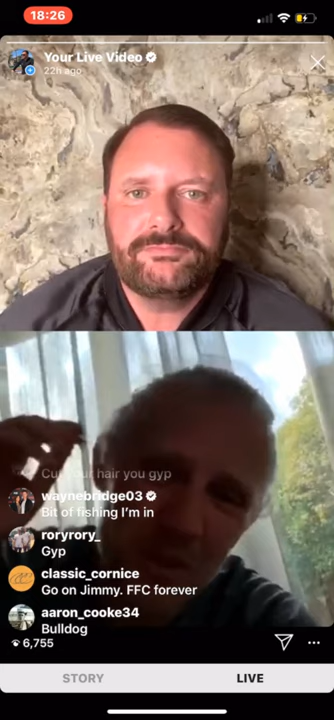 18:26
Your Live Video
22h ago
Cut your hair you gyp
waynebridge03
Bit of fishing I'm in
roryrory_
Gyp
classic_cornice
Go on Jimmy. FFC forever
aaron_cooke34
Bulldog
6,755
STORY
LIVE